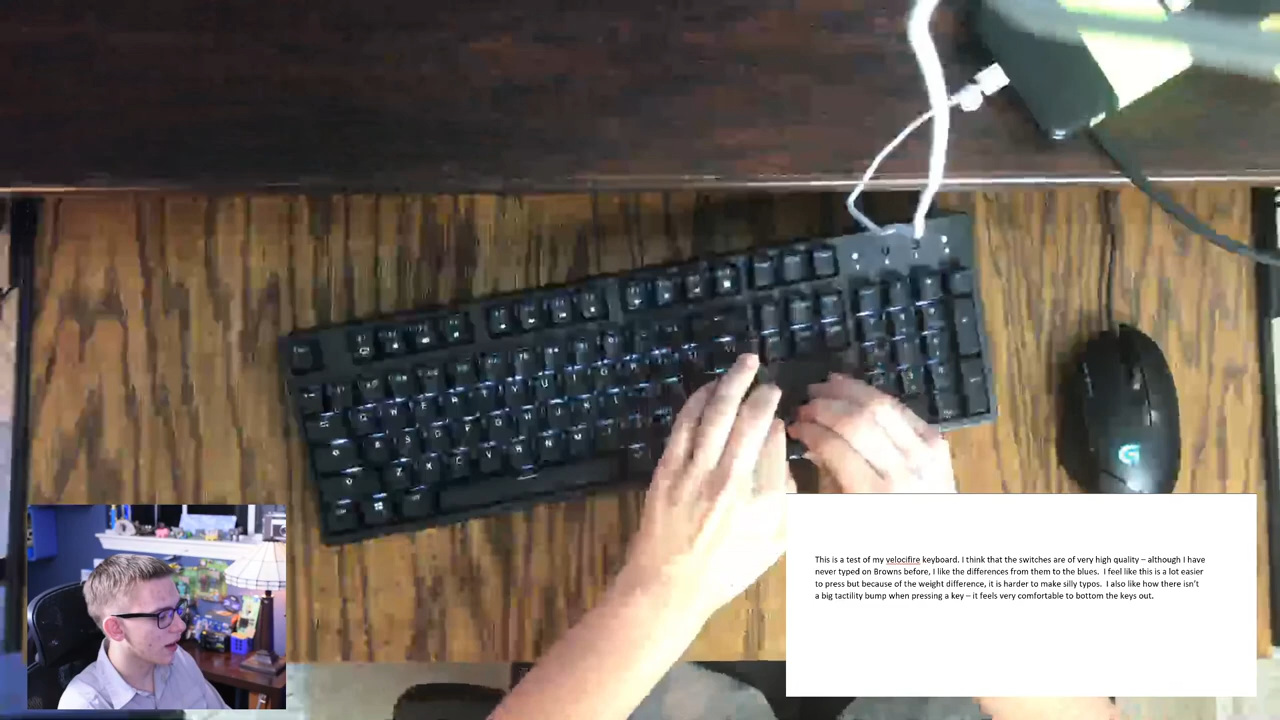 This is a test of my velocifire keyboard. I think that the switches are of very high quality – although I have
never typed on Browns before, I like the differences from them to the blues.  I feel like this is a lot easier
to press but because of the weight difference, it is harder to make silly typos.  I also like how there isn't
a big tactility bump when pressing a key – it feels very comfortable to bottom the keys out.